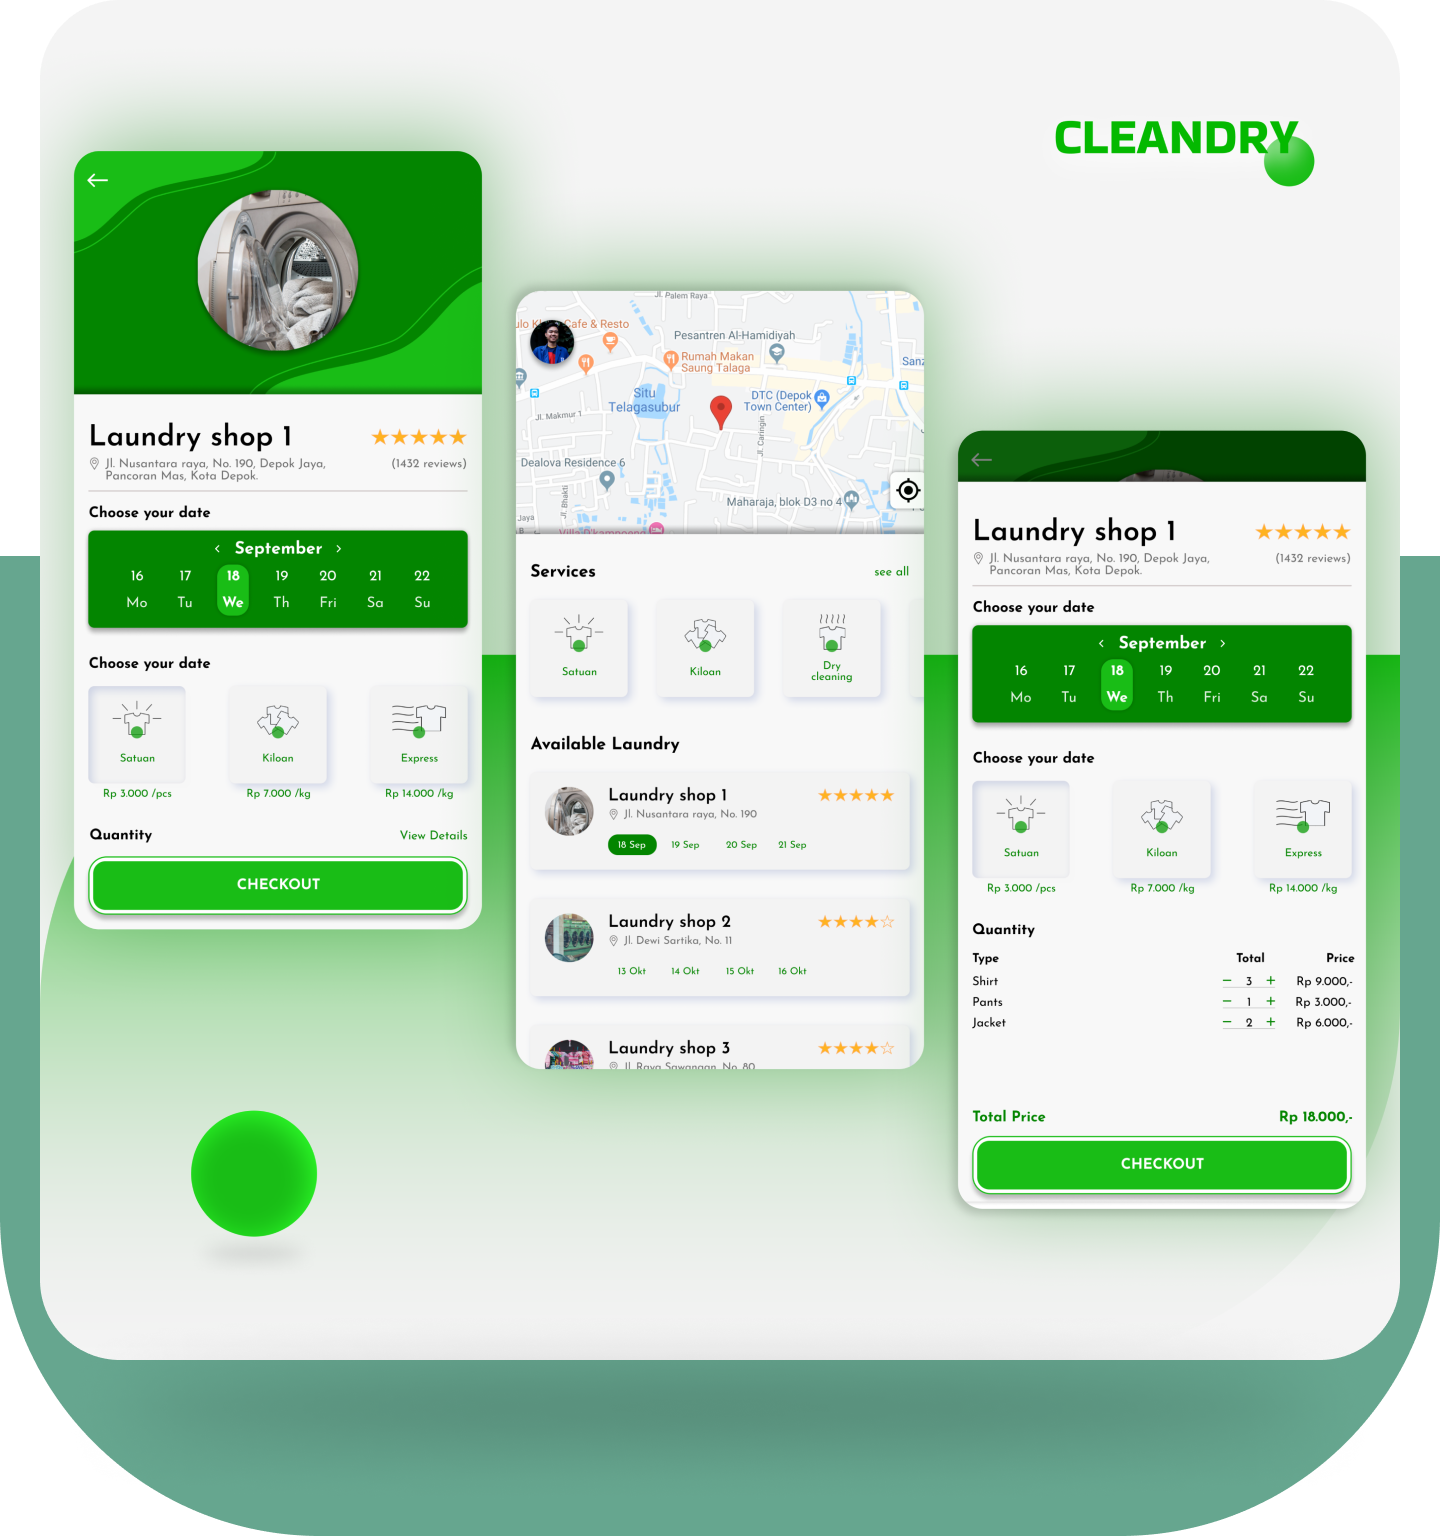 CLEANDRY
Laundry shop 1
Jl. Nusantara raya, No. 190, Depok Jaya,
Pancoran Mas, Kota Depok.
(1432 reviews)
Choose your date
September
16 17 18 19 20 21 22
Mo Tu We Th Fri Sa Su
Choose your date
Satuan Kiloan Express
Rp 3.000 /pcs Rp 7.000 /kg Rp 14.000 /kg
Quantity View Details
CHECKOUT
Jl. Palem Raya
Cafe & Resto
Pesantren Al-Hamidiyah
Rumah Makan
Saung Talaga
Sanz
Situ
Telagasubur
DTC (Depok
Town Center)
Jl. Makmur 1
Jl. Caringin
Dealova Residence 6
Jl. Bhakti
Maharaja, blok D3 no 4
Jaya
B
Villa D'kampoeng
Services see all
Satuan Kiloan Dry
cleaning
Available Laundry
Laundry shop 1
Jl. Nusantara raya, No. 190
18 Sep 19 Sep 20 Sep 21 Sep
Laundry shop 2
Jl. Dewi Sartika, No. 11
13 Okt 14 Okt 15 Okt 16 Okt
Laundry shop 3
Jl. Raya Sawangan, No. 80
Laundry shop 1
Jl. Nusantara raya, No. 190, Depok Jaya,
Pancoran Mas, Kota Depok.
(1432 reviews)
Choose your date
September
16 17 18 19 20 21 22
Mo Tu We Th Fri Sa Su
Choose your date
Satuan Kiloan Express
Rp 3.000 /pcs Rp 7.000 /kg Rp 14.000 /kg
Quantity
Type Total Price
Shirt − 3 + Rp 9.000,-
Pants − 1 + Rp 3.000,-
Jacket − 2 + Rp 6.000,-
Total Price Rp 18.000,-
CHECKOUT